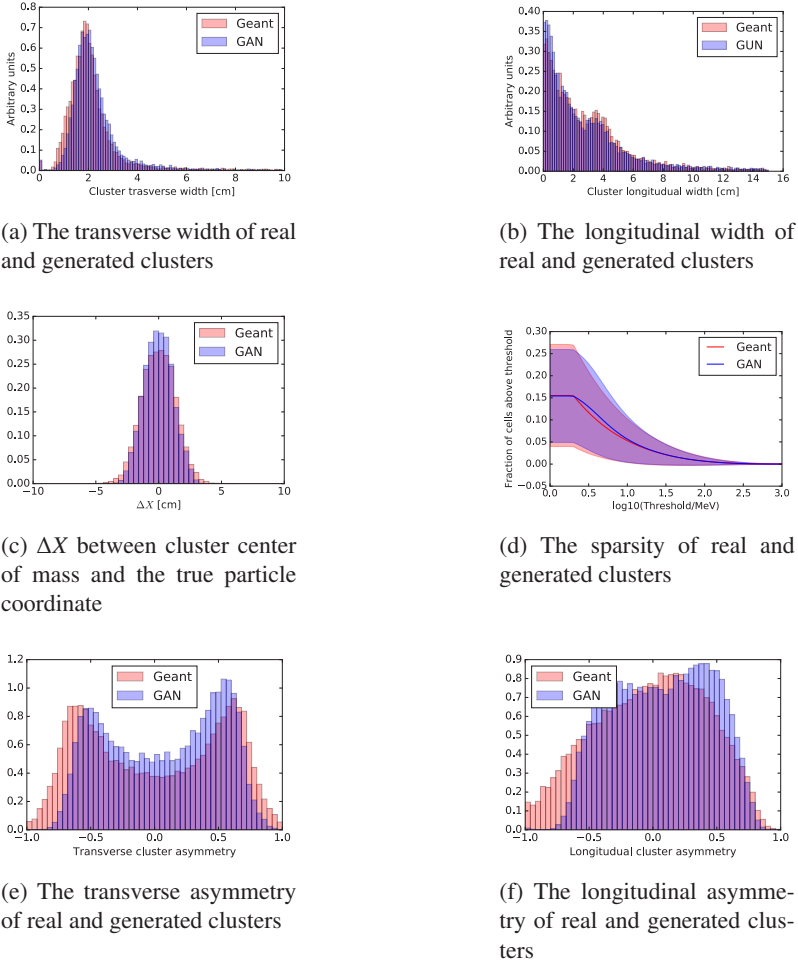 0.8
0.7
0.6
0.5
0.4
0.3
0.2
0.1
0.0
Arbitrary units
Geant
GAN
0 2 4 6 8 10
Cluster trasverse width [cm]
(a) The transverse width of real
and generated clusters
0.40
0.35
0.30
0.25
0.20
0.15
0.10
0.05
0.00
Arbitrary units
Geant
GUN
0 2 4 6 8 10 12 14 16
Cluster longitudual width [cm]
(b) The longitudinal width of
real and generated clusters
0.35
0.30
0.25
0.20
0.15
0.10
0.05
0.00
Geant
GAN
−10 −5 0 5 10
ΔX [cm]
(c) ΔX between cluster center
of mass and the true particle
coordinate
0.30
0.25
0.20
0.15
0.10
0.05
0.00
−0.05
Fraction of cells above threshold
Geant
GAN
0.0 0.5 1.0 1.5 2.0 2.5 3.0
log10(Threshold/MeV)
(d) The sparsity of real and
generated clusters
1.2
1.0
0.8
0.6
0.4
0.2
0.0
Geant
GAN
−1.0 −0.5 0.0 0.5 1.0
Transverse cluster asymmetry
(e) The transverse asymmetry
of real and generated clusters
0.9
0.8
0.7
0.6
0.5
0.4
0.3
0.2
0.1
0.0
Geant
GAN
−1.0 −0.5 0.0 0.5 1.0
Longitudual cluster asymmetry
(f) The longitudinal asymme-
try of real and generated clus-
ters